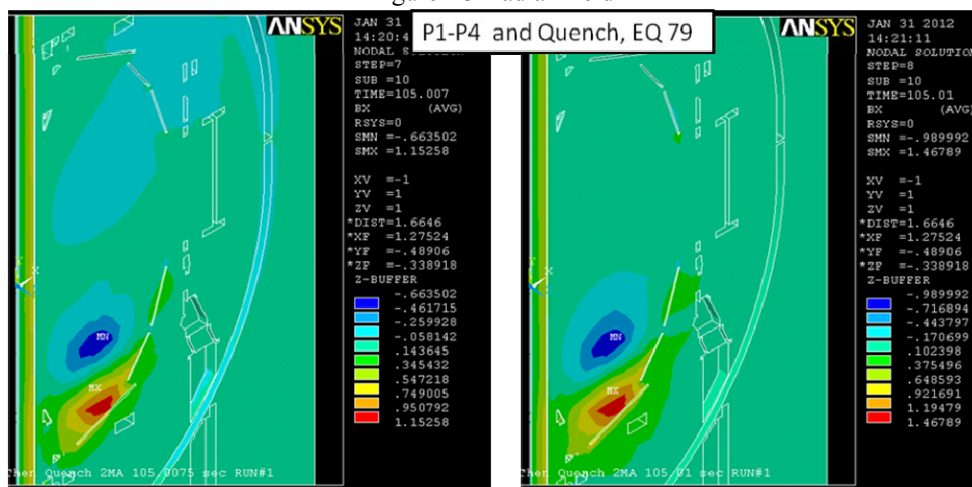 P1-P4 and Quench, EQ 79
ANSYS
JAN 31
14:20:4
NODAL
STEP=7
SUB =10
TIME=105.007
BX (AVG)
RSYS=0
SMN =-.663502
SMX =1.15258
XV =-1
YV =1
ZV =1
*DIST=1.6646
*XF =1.27524
*YF =-.48906
*ZF =-.338918
Z-BUFFER
-.663502
-.461715
-.259928
-.058142
.143645
.345432
.547218
.749005
.950792
1.15258
MN
MX
Quench 2MA 105.0075 sec RUN#1
ANSYS
JAN 31 2012
14:21:11
NODAL SOLUTION
STEP=8
SUB =10
TIME=105.01
BX (AVG)
RSYS=0
SMN =-.989992
SMX =1.46789
XV =-1
YV =1
ZV =1
*DIST=1.6646
*XF =1.27524
*YF =-.48906
*ZF =-.338918
Z-BUFFER
-.989992
-.716894
-.443797
-.170699
.102398
.375496
.648593
.921691
1.19479
1.46789
MN
MX
hen Quench 2MA 105.01 sec RUN#1